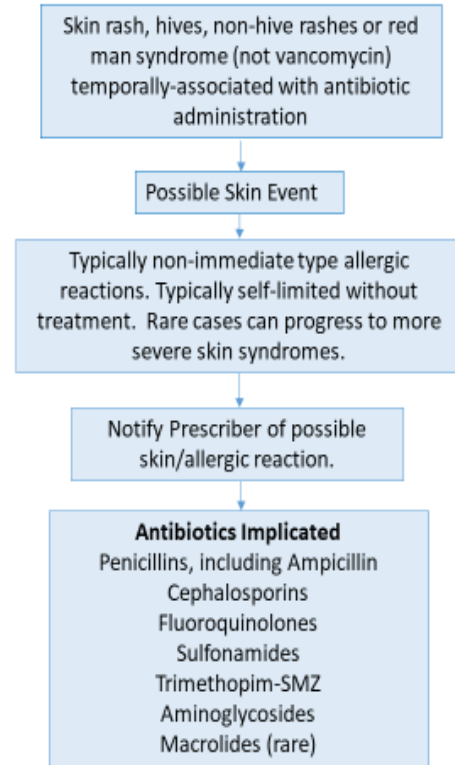 Skin rash, hives, non-hive rashes or red
man syndrome (not vancomycin)
temporally-associated with antibiotic
administration
Possible Skin Event
Typically non-immediate type allergic
reactions. Typically self-limited without
treatment.  Rare cases can progress to more
severe skin syndromes.
Notify Prescriber of possible
skin/allergic reaction.
Antibiotics Implicated
Penicillins, including Ampicillin
Cephalosporins
Fluoroquinolones
Sulfonamides
Trimethopim-SMZ
Aminoglycosides
Macrolides (rare)